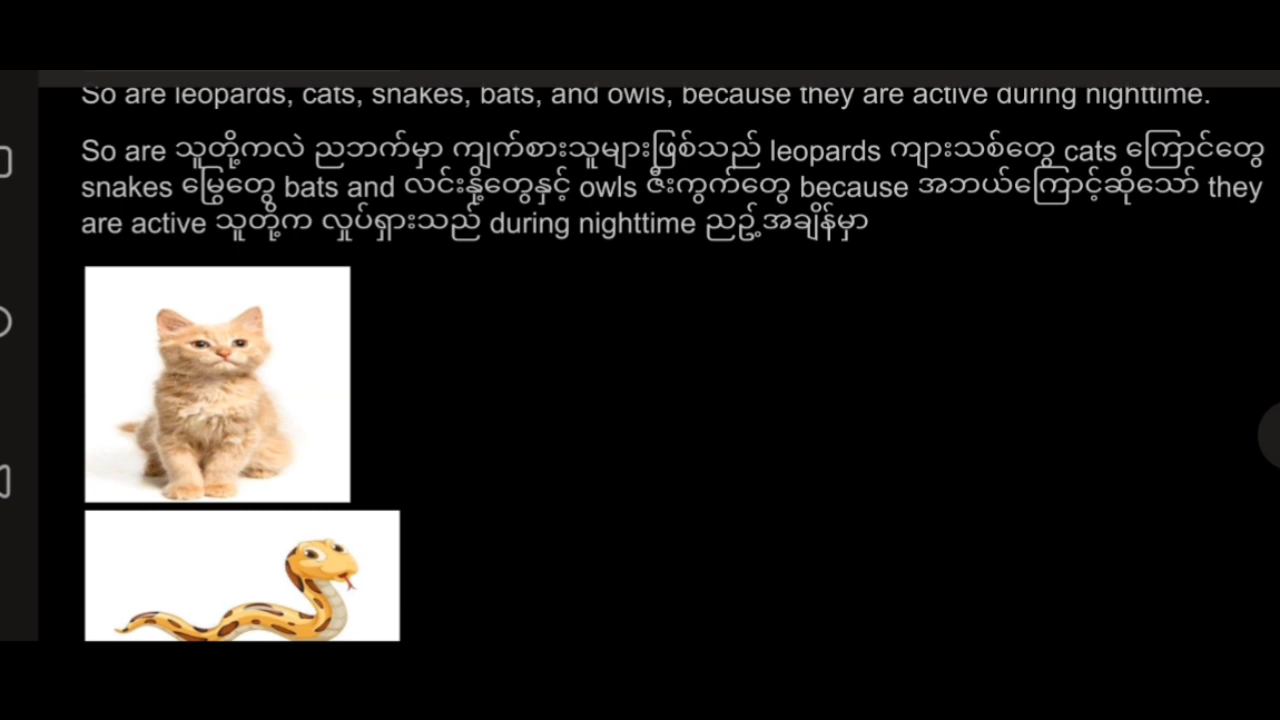 So are leopards, cats, snakes, bats, and owls, because they are active during nighttime.
So are သူတို့ကလဲ ညဘက်မှာ ကျက်စားသူများဖြစ်သည် leopards ကျားသစ်တွေ cats ကြောင်တွေ
snakes မြွေတွေ bats and လင်းနို့တွေနှင့် owls ဇီးကွက်တွေ because အဘယ်ကြောင့်ဆိုသော် they
are active သူတို့က လှုပ်ရှားသည် during nighttime ညဥ့်အချိန်မှာ